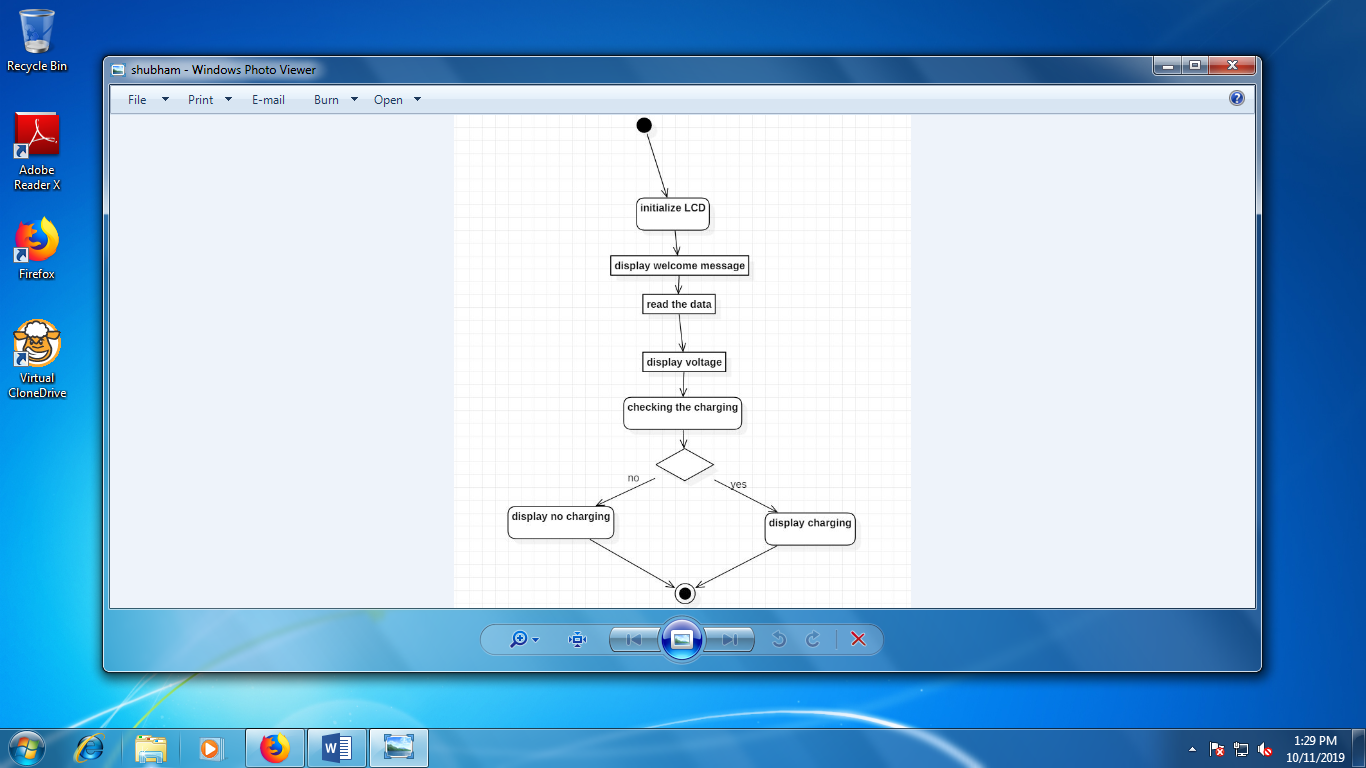 Recycle Bin
Adobe
Reader X
Firefox
Virtual
CloneDrive
shubham - Windows Photo Viewer
File Print E-mail Burn Open
initialize LCD
display welcome message
read the data
display voltage
checking the charging
no
yes
display no charging
display charging
1:29 PM
10/11/2019